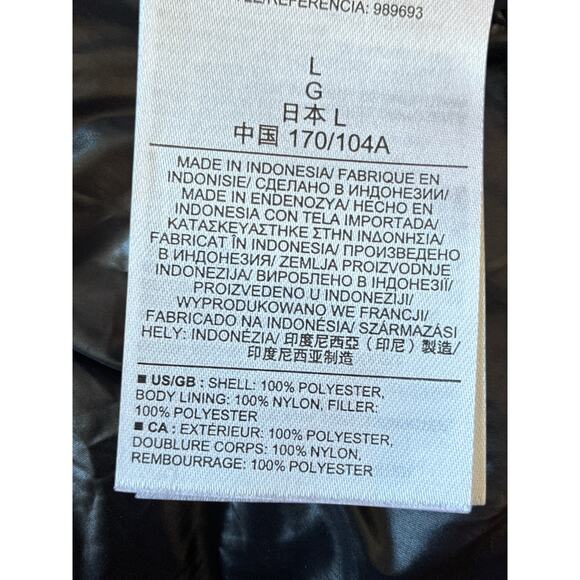 REFERENCIA: 989693
L
G
日本 L
中国 170/104A
MADE IN INDONESIA/ FABRIQUE EN
INDONISIE/ СДЕЛАНО В ИНДОНЕЗИИ/
MADE IN ENDENOZYA/ HECHO EN
INDONESIA CON TELA IMPORTADA/
ΚΑΤΑΣΚΕΥΑΣΤΗΚΕ ΣΤΗΝ ΙΝΔΟΝΗΣΙΑ/
FABRICAT ÎN INDONESIA/ ПРОИЗВЕДЕНО
В ИНДОНЕЗИЯ/ ZEMLJA PROIZVODNJE
INDONEZIJA/ ВИРОБЛЕНО В ІНДОНЕЗІЇ/
PROIZVEDENO U INDONEZIJI/
WYPRODUKOWANO WE FRANCJI/
FABRICADO NA INDONÉSIA/ SZÁRMAZÁSI
HELY: INDONÉZIA/ 印度尼西亞（印尼）製造/
印度尼西亚制造
■ US/GB : SHELL: 100% POLYESTER,
BODY LINING: 100% NYLON, FILLER:
100% POLYESTER
■ CA : EXTÉRIEUR: 100% POLYESTER,
DOUBLURE CORPS: 100% NYLON,
REMBOURRAGE: 100% POLYESTER